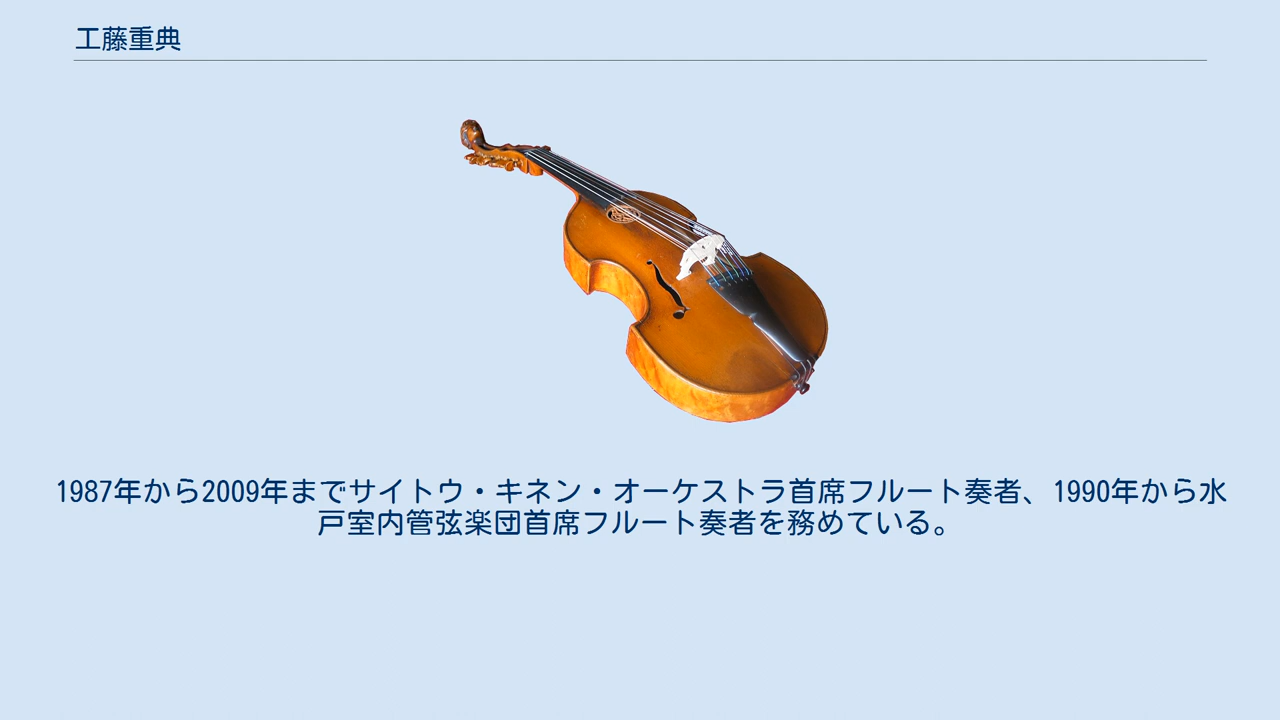 工藤重典
1987年から2009年までサイトウ・キネン・オーケストラ首席フルート奏者、1990年から水
戸室内管弦楽団首席フルート奏者を務めている。